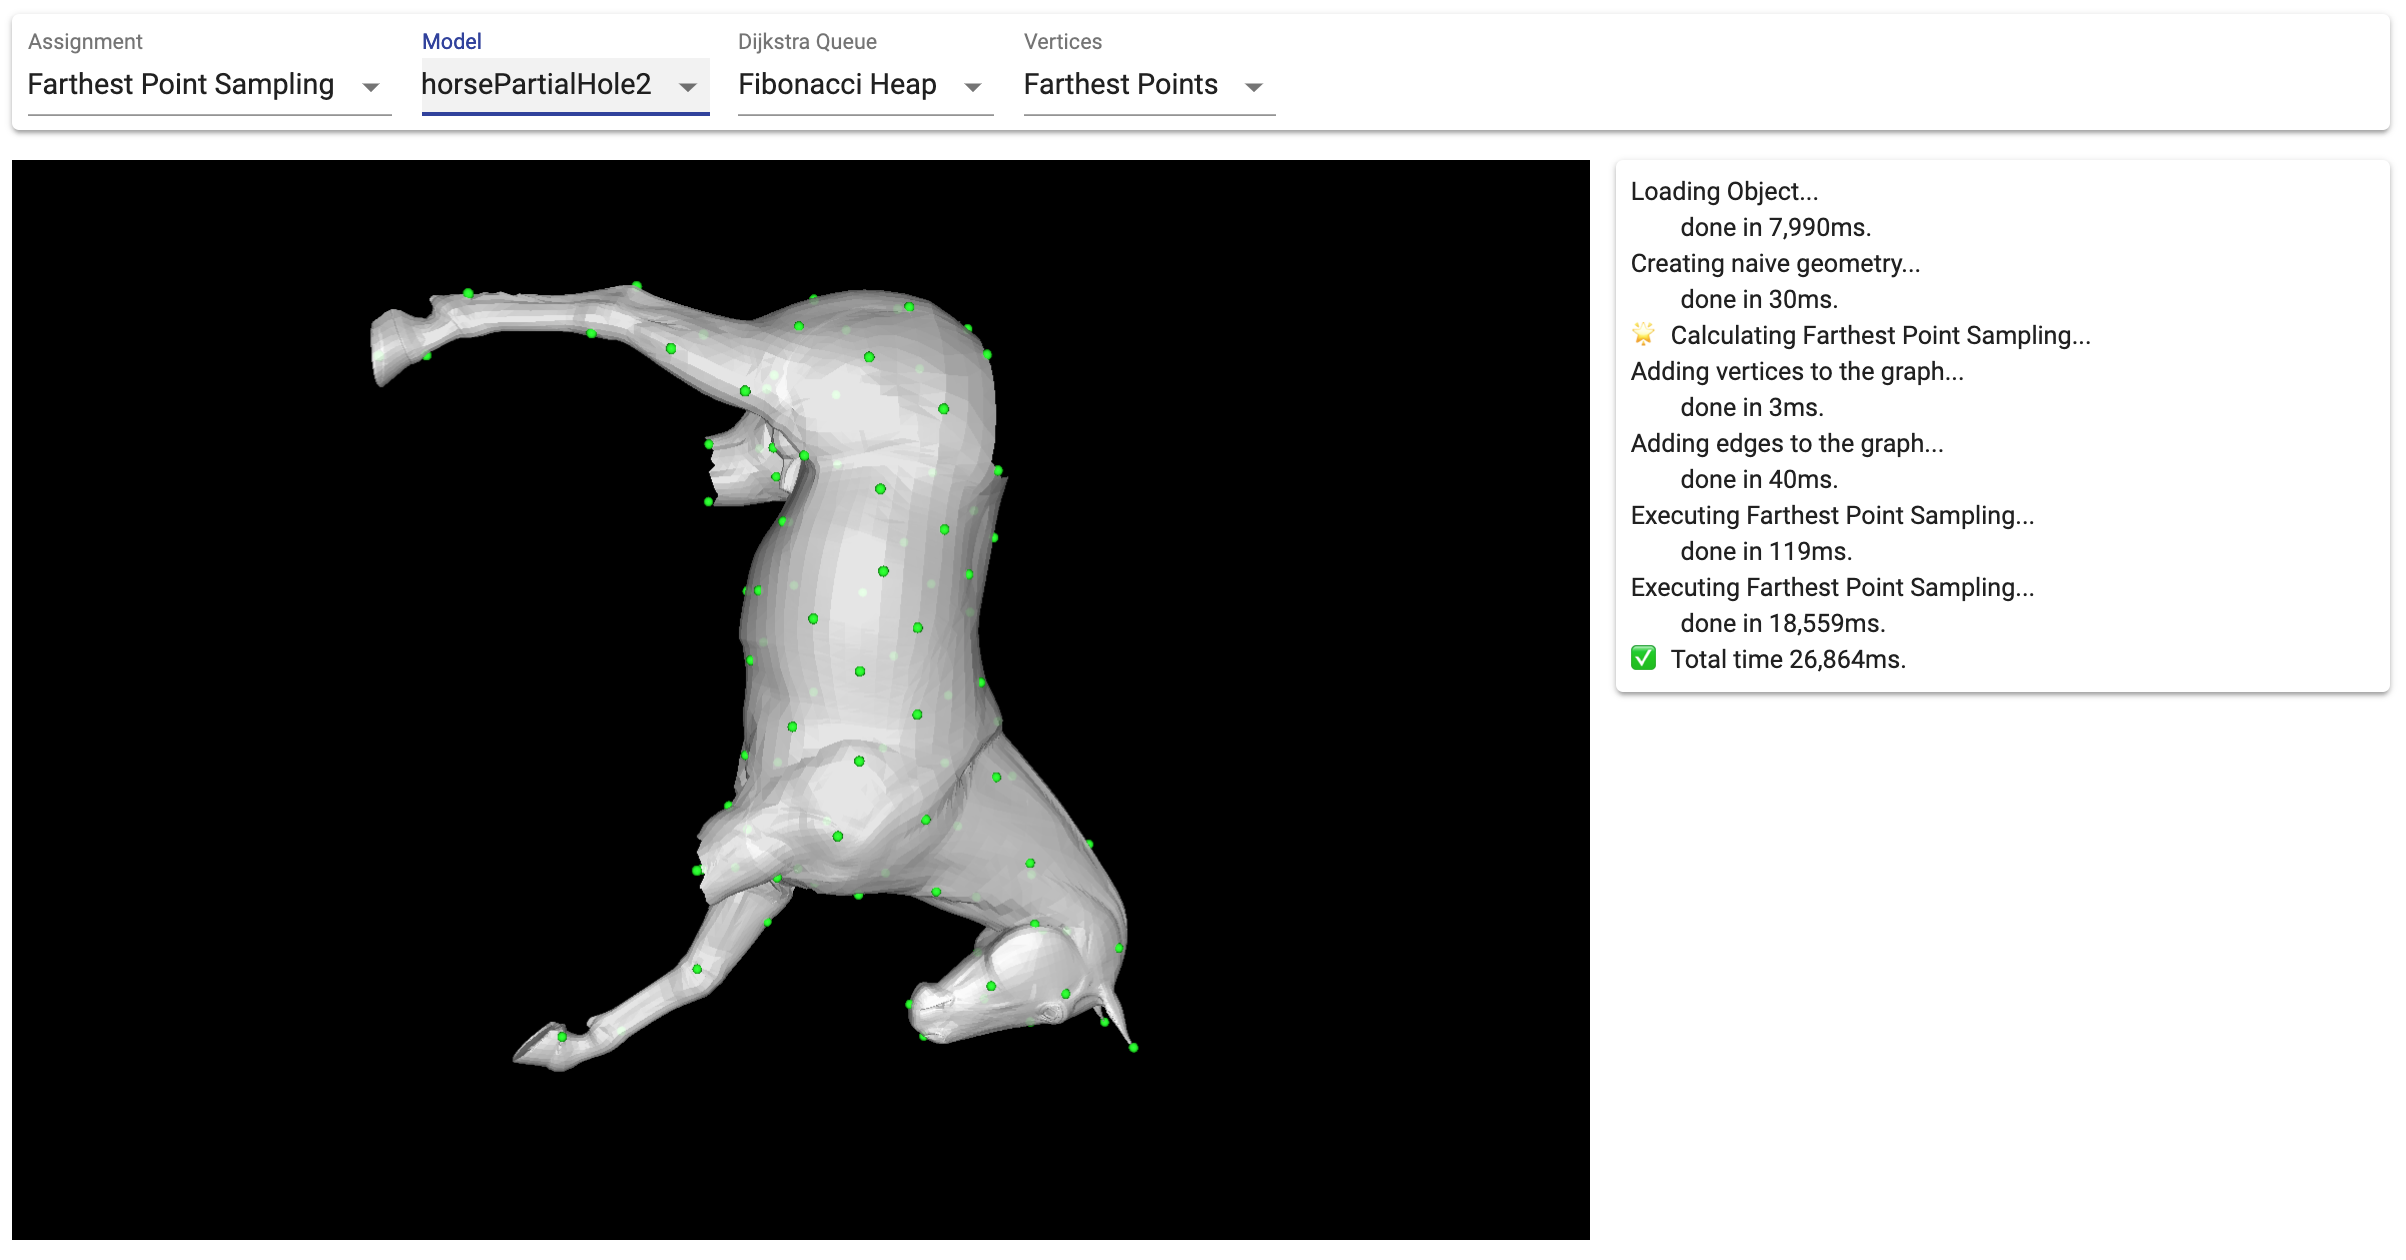 Assignment Model Dijkstra Queue Vertices
Farthest Point Sampling horsePartialHole2 Fibonacci Heap Farthest Points
Loading Object...
done in 7,990ms.
Creating naive geometry...
done in 30ms.
🌟 Calculating Farthest Point Sampling...
Adding vertices to the graph...
done in 3ms.
Adding edges to the graph...
done in 40ms.
Executing Farthest Point Sampling...
done in 119ms.
Executing Farthest Point Sampling...
done in 18,559ms.
✅ Total time 26,864ms.